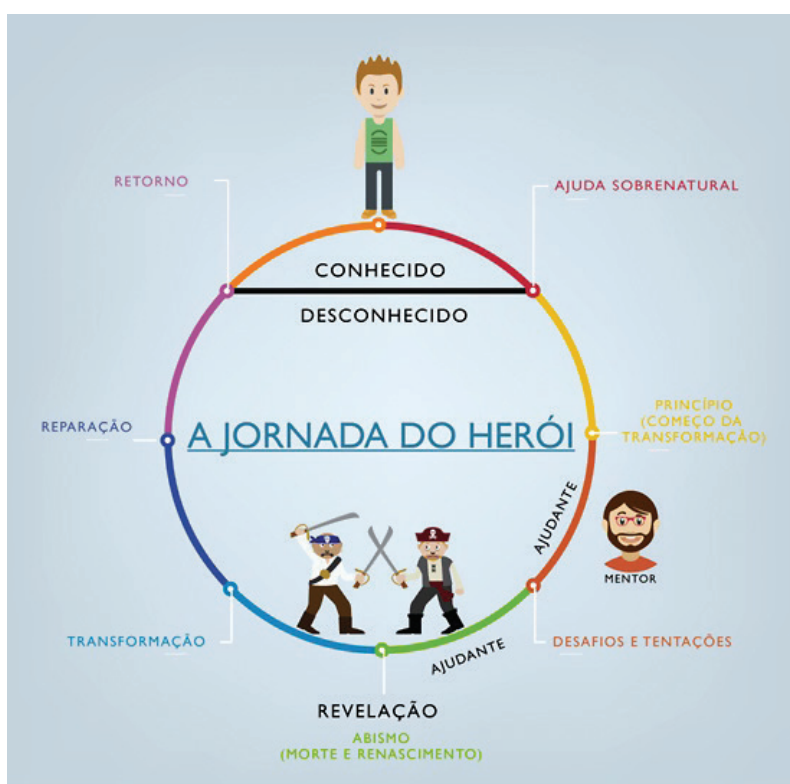 RETORNO
AJUDA SOBRENATURAL
CONHECIDO
DESCONHECIDO
REPARAÇÃO
A JORNADA DO HERÓI
PRINCÍPIO
(COMEÇO DA
TRANSFORMAÇÃO)
AJUDANTE
MENTOR
TRANSFORMAÇÃO
AJUDANTE
DESAFIOS E TENTAÇÕES
REVELAÇÃO
ABISMO
(MORTE E RENASCIMENTO)